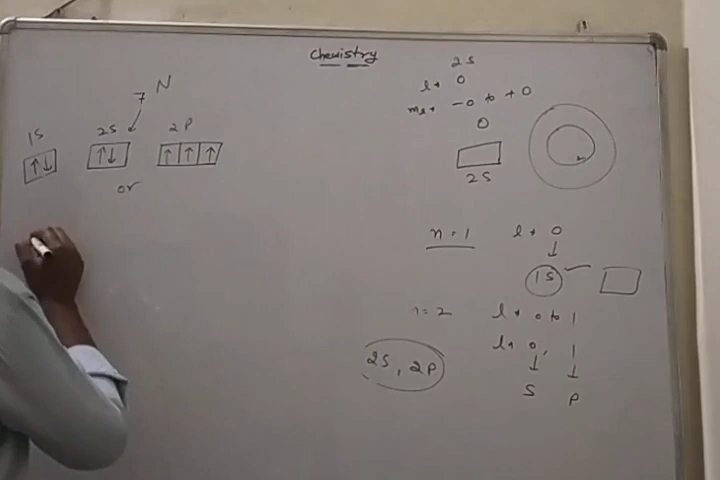 Chemistry
7 N
1S 2S 2P
↑↓ ↑↓ ↑ ↑ ↑
or
2S
l → 0
ml → -0 to +0
0
2S
n = 1 l → 0
↓
1S
n = 2 l → 0 to 1
l → 0, 1
↓ ↓
S P
2S, 2P